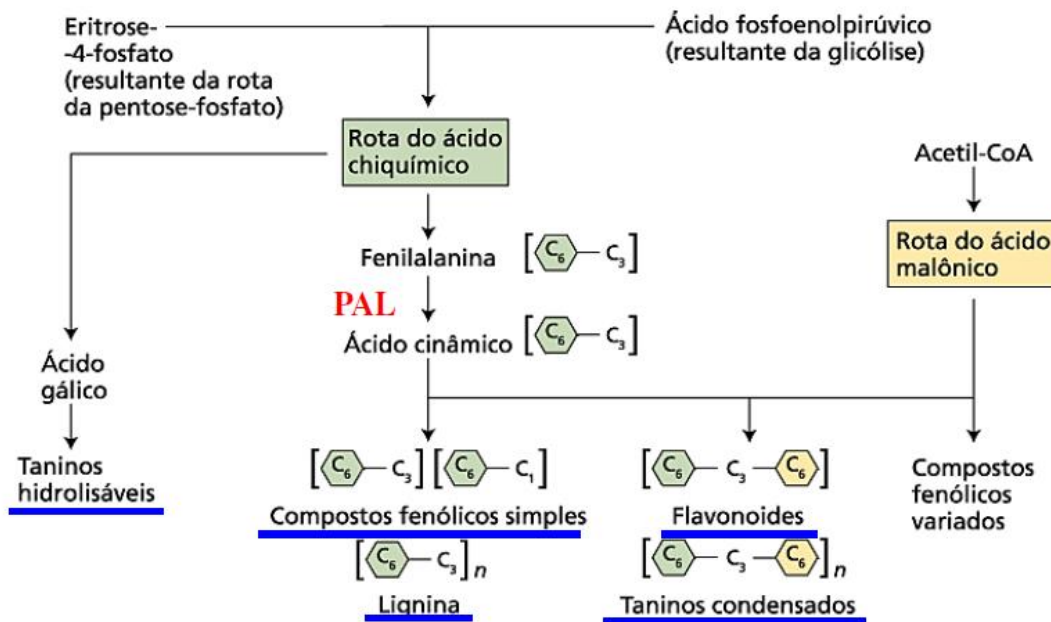 Eritrose-
-4-fosfato
(resultante da rota
da pentose-fosfato)
Ácido fosfoenolpirúvico
(resultante da glicólise)
Rota do ácido
chiquímico
Acetil-CoA
Rota do ácido
malônico
Fenilalanina
[C₆ — C₃]
PAL
Ácido cinâmico
[C₆ — C₃]
Ácido
gálico
Taninos
hidrolisáveis
[C₆ — C₃] [C₆ — C₁]
Compostos fenólicos simples
[C₆ — C₃]n
Lignina
[C₆ — C₃ — C₆]
Flavonoides
[C₆ — C₃ — C₆]n
Taninos condensados
Compostos
fenólicos
variados